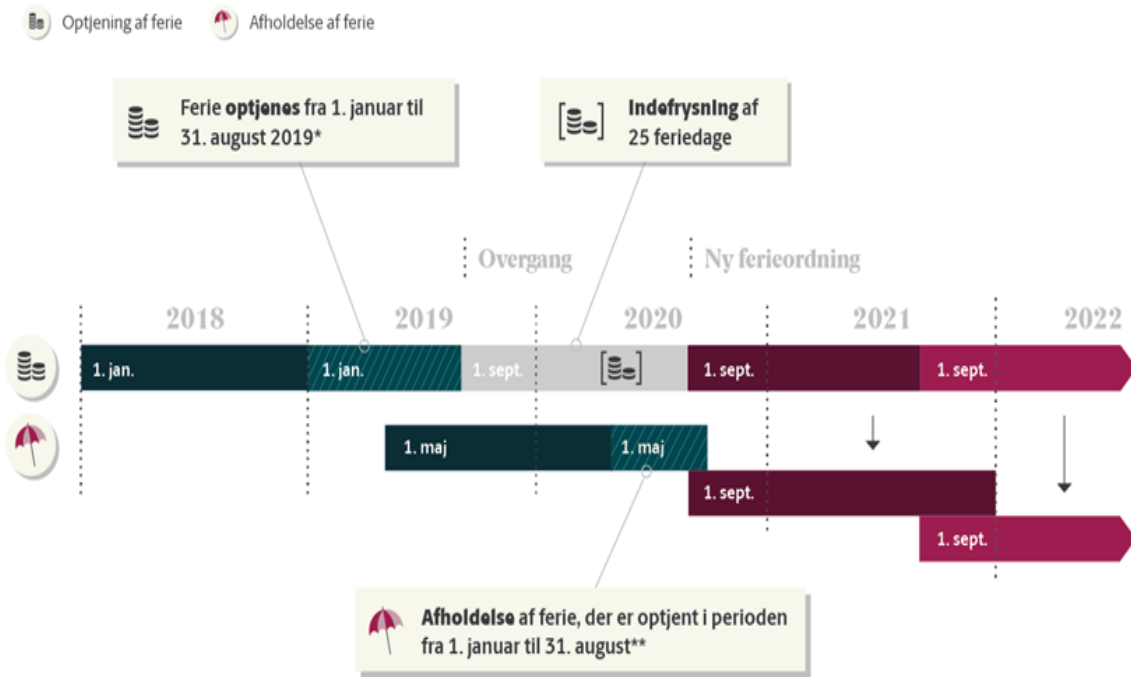 Optjening af ferie
Afholdelse af ferie
Ferie optjenes fra 1. januar til
31. august 2019*
Indefrysning af
25 feriedage
Overgang
Ny ferieordning
2018
2019
2020
2021
2022
1. jan.
1. jan.
1. sept.
1. sept.
1. sept.
1. maj
1. maj
1. sept.
1. sept.
Afholdelse af ferie, der er optjent i perioden
fra 1. januar til 31. august**